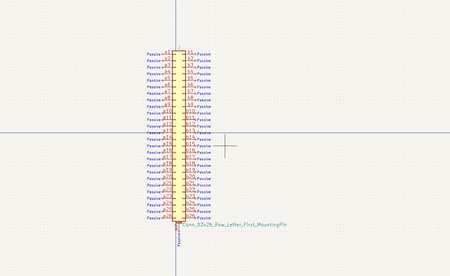 J
Passive a1 b1 Passive
Passive a2 b2 Passive
Passive a3 b3 Passive
Passive a4 b4 Passive
Passive a5 b5 Passive
Passive a6 b6 Passive
Passive a7 b7 Passive
Passive a8 b8 Passive
Passive a9 b9 Passive
Passive a10 b10 Passive
Passive a11 b11 Passive
Passive a12 b12 Passive
Passive a13 b13 Passive
Passive a14 b14 Passive
Passive a15 b15 Passive
Passive a16 b16 Passive
Passive a17 b17 Passive
Passive a18 b18 Passive
Passive a19 b19 Passive
Passive a20 b20 Passive
Passive a21 b21 Passive
Passive a22 b22 Passive
Passive a23 b23 Passive
Passive a24 b24 Passive
Passive a25 b25 Passive
Passive a26 b26 Passive
Conn_02x26_Row_Letter_First_MountingPin
Passive